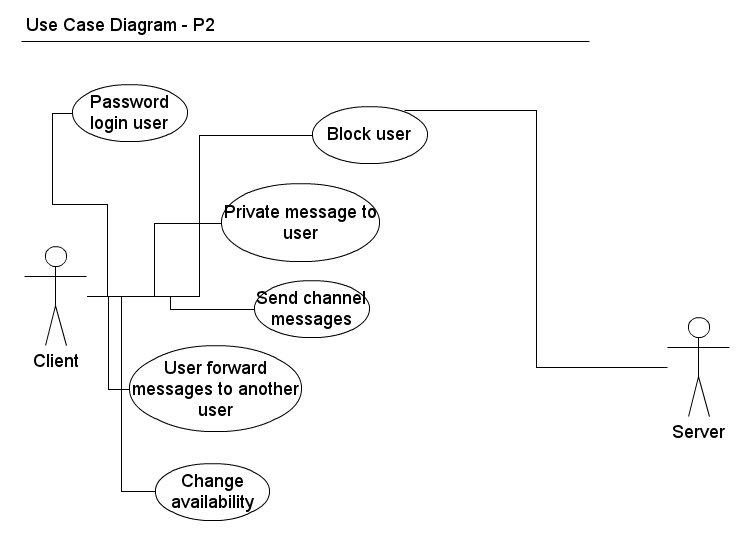 Use Case Diagram - P2
Password
login user
Block user
Private message to
user
Send channel
messages
Client
User forward
messages to another
user
Server
Change
availability